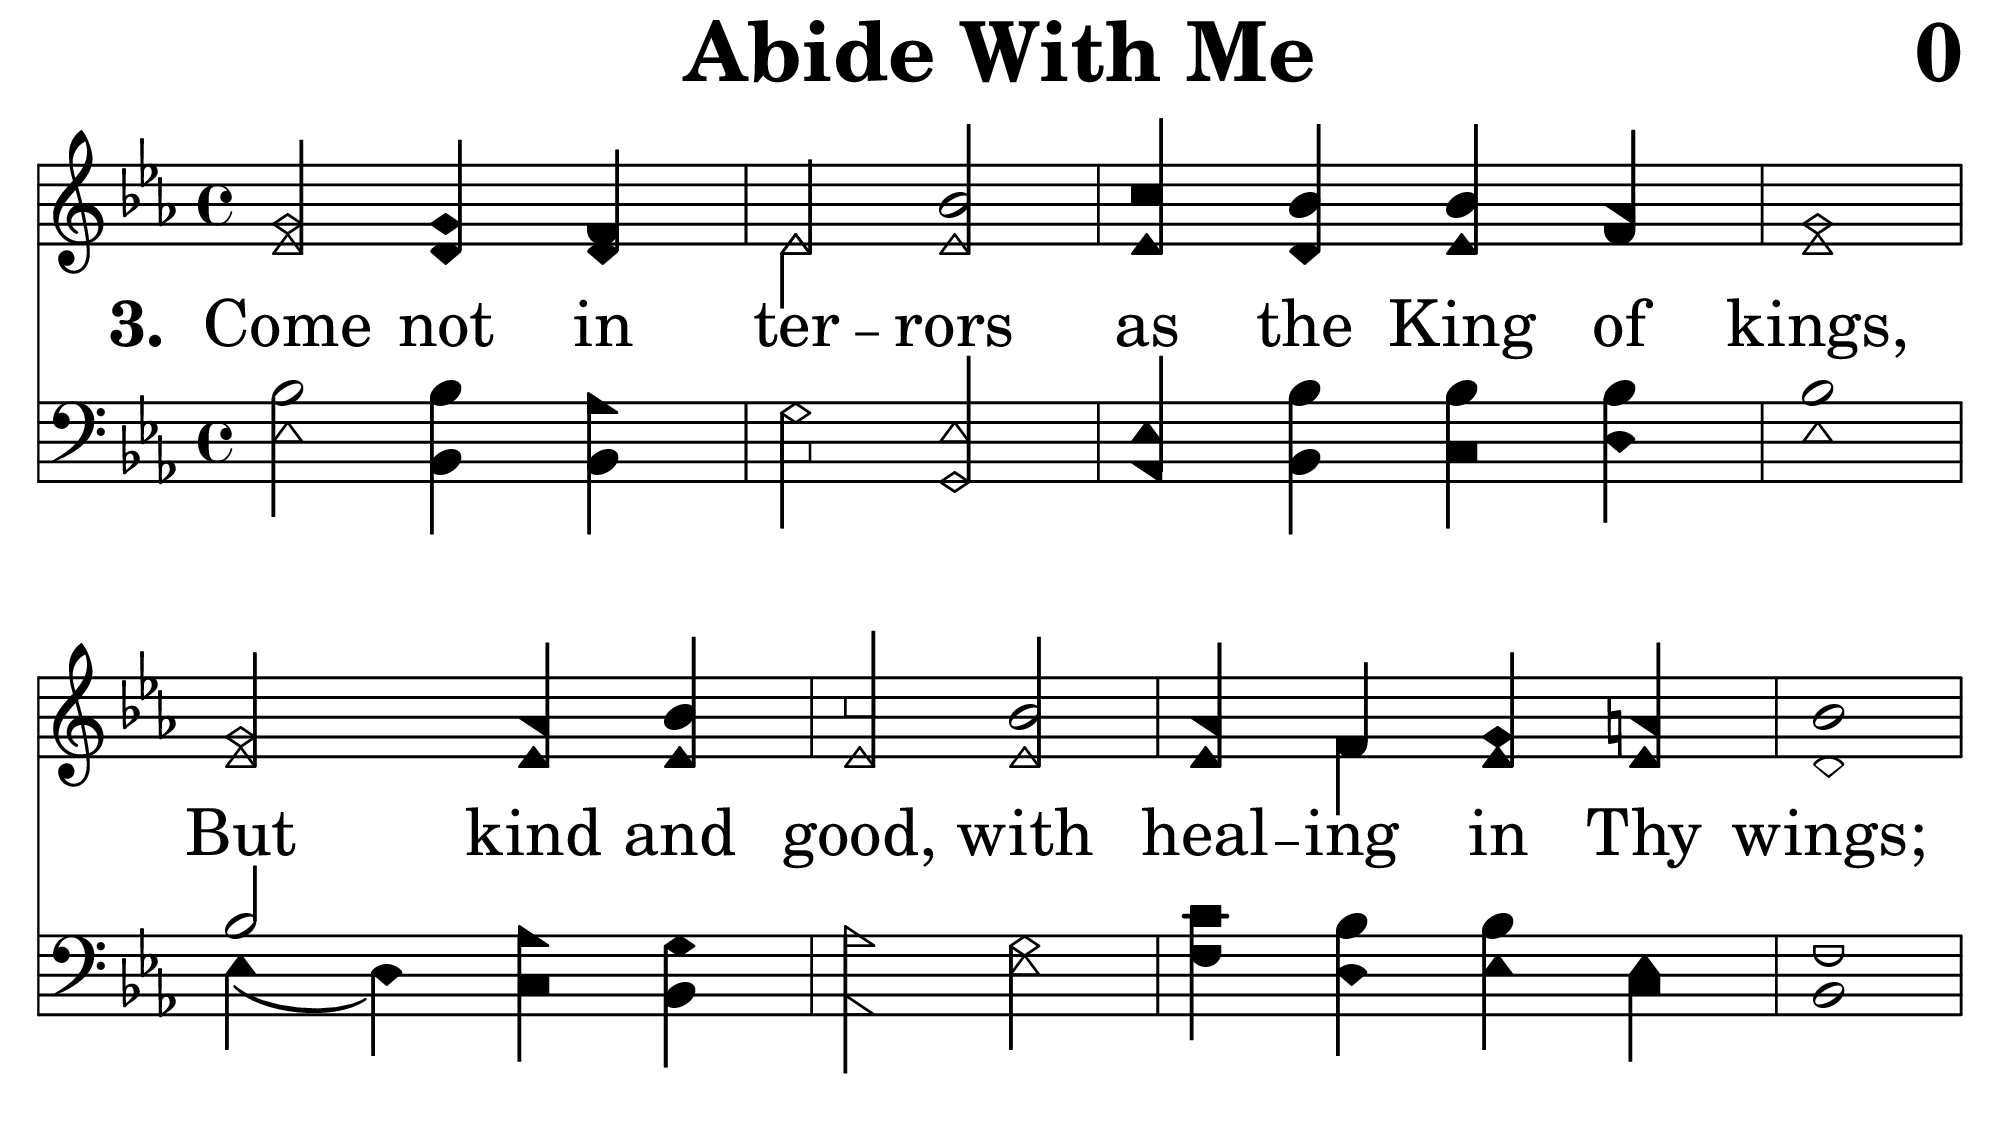 Abide With Me 0
3. Come not in ter – rors as the King of kings,
But kind and good, with heal – ing in Thy wings;